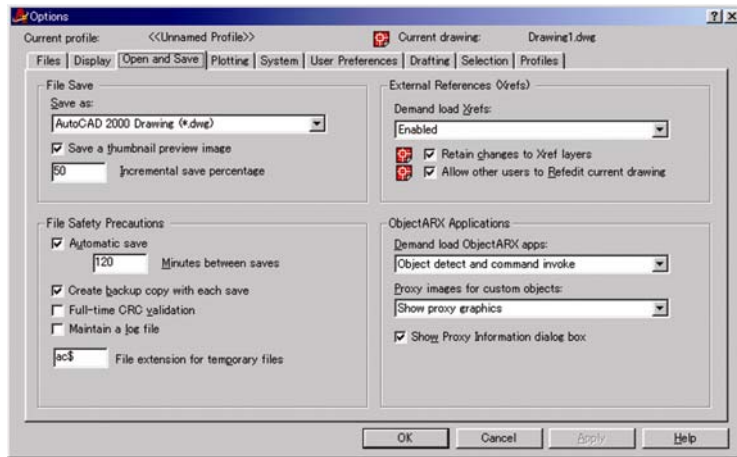 Options
Current profile: <<Unnamed Profile>> Current drawing: Drawing1.dwg
Files Display Open and Save Plotting System User Preferences Drafting Selection Profiles
File Save
Save as:
AutoCAD 2000 Drawing (*.dwg)
Save a thumbnail preview image
50 Incremental save percentage
File Safety Precautions
Automatic save
120 Minutes between saves
Create backup copy with each save
Full-time CRC validation
Maintain a log file
ac$ File extension for temporary files
External References (Xrefs)
Demand load Xrefs:
Enabled
Retain changes to Xref layers
Allow other users to Refedit current drawing
ObjectARX Applications
Demand load ObjectARX apps:
Object detect and command invoke
Proxy images for custom objects:
Show proxy graphics
Show Proxy Information dialog box
OK Cancel Apply Help